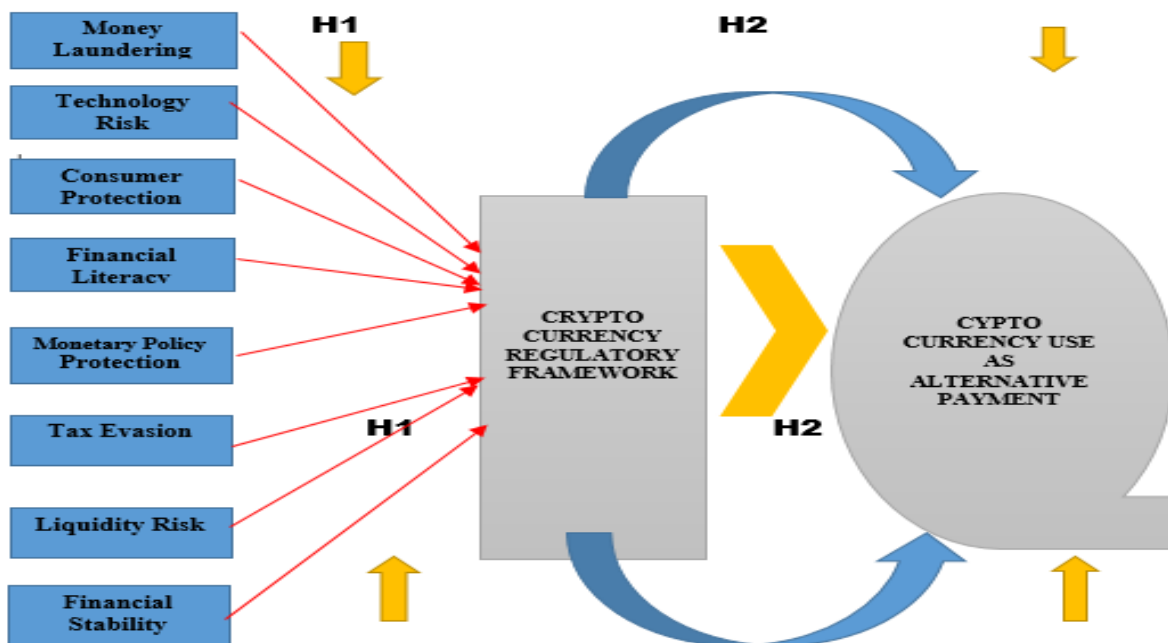 H1
H2
Money
Laundering
Technology
Risk
Consumer
Protection
Financial
Literacy
Monetary Policy
Protection
Tax Evasion
Liquidity Risk
Financial
Stability
CRYPTO
CURRENCY
REGULATORY
FRAMEWORK
H1
H2
CYPTO
CURRENCY USE
AS
ALTERNATIVE
PAYMENT